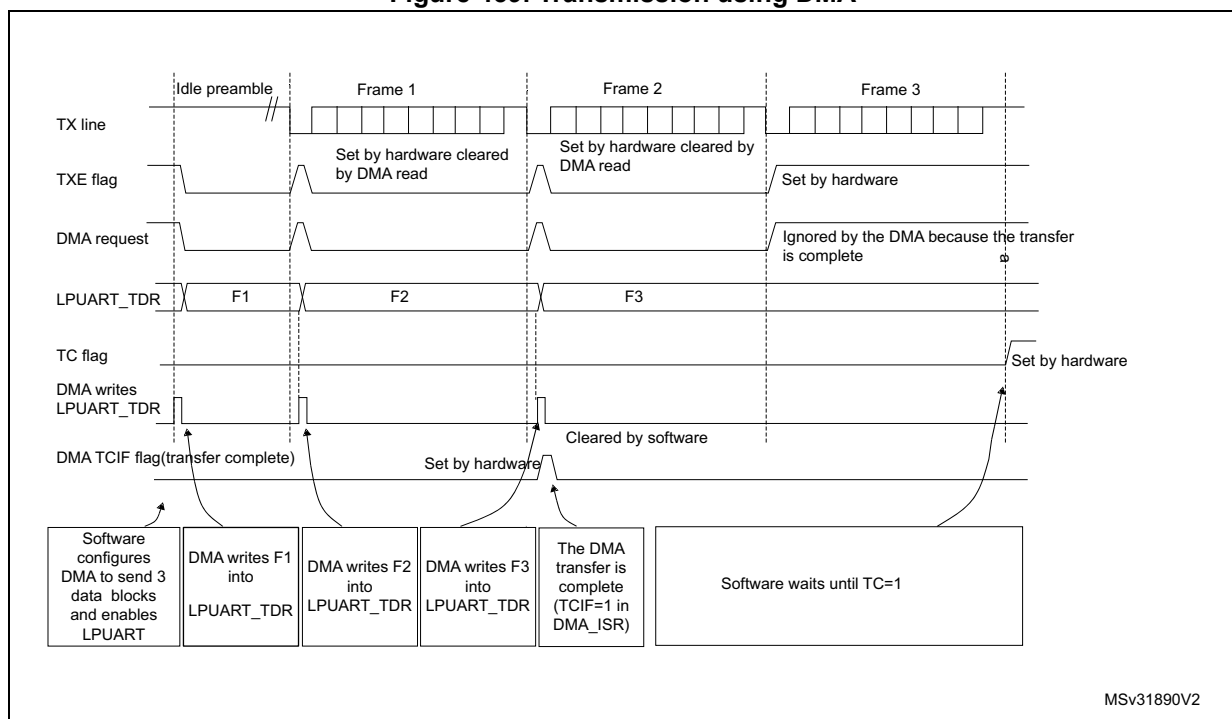 Idle preamble
Frame 1
Frame 2
Frame 3
TX line
Set by hardware cleared
by DMA read
Set by hardware cleared by
DMA read
TXE flag
Set by hardware
DMA request
Ignored by the DMA because the transfer
is complete
a
LPUART_TDR
F1
F2
F3
TC flag
Set by hardware
DMA writes
LPUART_TDR
Cleared by software
DMA TCIF flag(transfer complete)
Set by hardware
Software
configures
DMA to send 3
data blocks
and enables
LPUART
DMA writes F1
into
LPUART_TDR
DMA writes F2
into
LPUART_TDR
DMA writes F3
into
LPUART_TDR
The DMA
transfer is
complete
(TCIF=1 in
DMA_ISR)
Software waits until TC=1
MSv31890V2